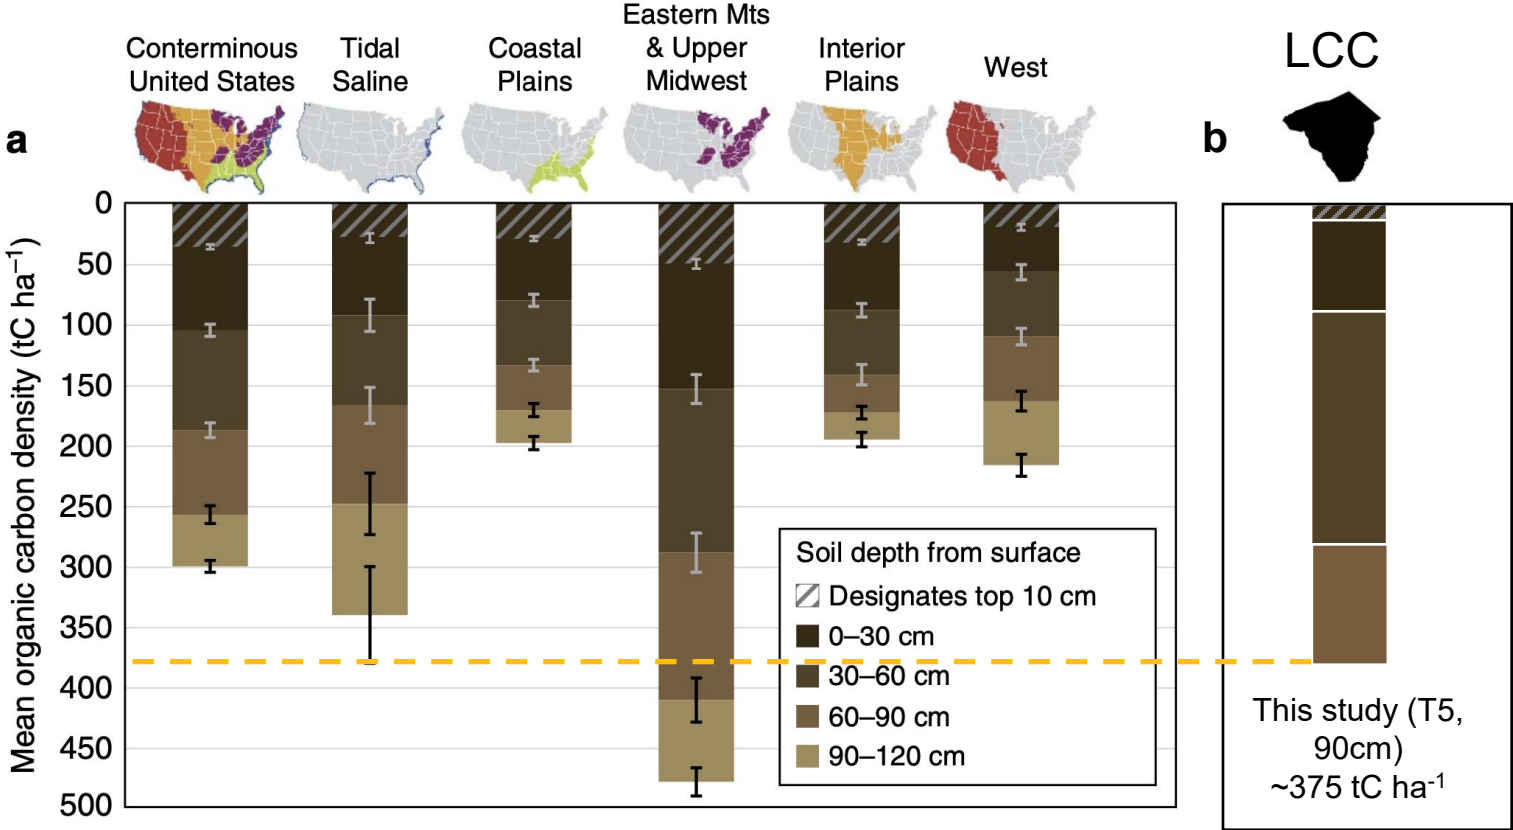 Conterminous
United States
Tidal
Saline
Coastal
Plains
Eastern Mts
& Upper
Midwest
Interior
Plains
West
LCC
a
b
Mean organic carbon density (tC ha⁻¹)
0
50
100
150
200
250
300
350
400
450
500
Soil depth from surface
Designates top 10 cm
0–30 cm
30–60 cm
60–90 cm
90–120 cm
This study (T5,
90cm)
~375 tC ha⁻¹